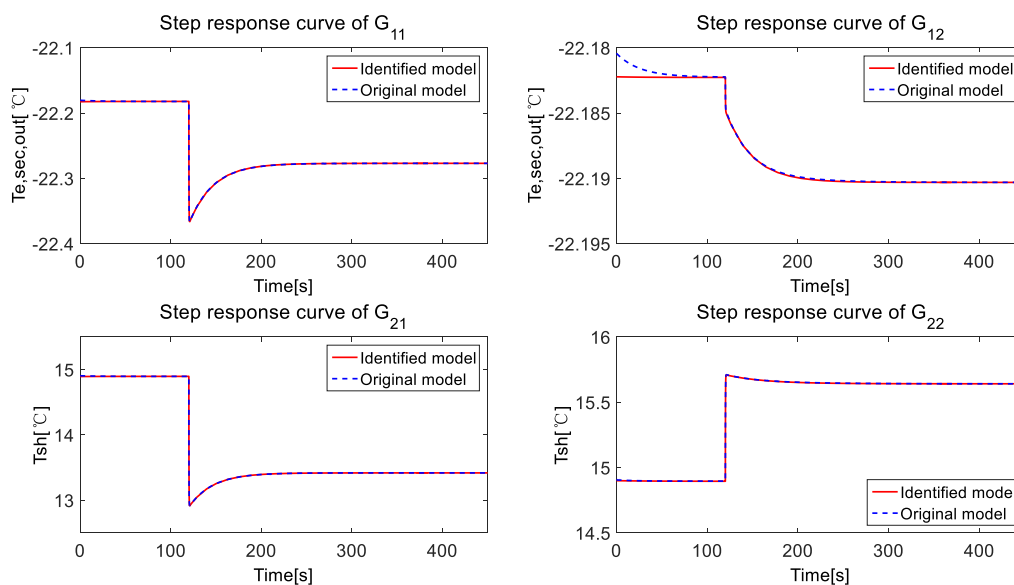 Step response curve of G11
-22.1
-22.2
-22.3
-22.4
Te,sec,out[℃]
Identified model
Original model
0
100
200
300
400
Time[s]
Step response curve of G12
-22.18
-22.185
-22.19
-22.195
Te,sec,out[℃]
Identified model
Original model
0
100
200
300
400
Time[s]
Step response curve of G21
15
14
13
Tsh[℃]
Identified model
Original model
0
100
200
300
400
Time[s]
Step response curve of G22
16
15.5
15
14.5
Tsh[℃]
Identified model
Original model
0
100
200
300
400
Time[s]